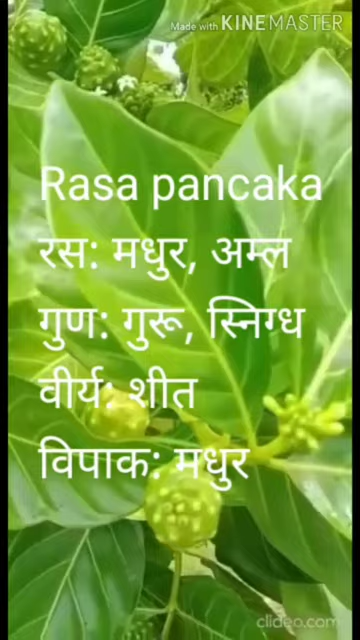 Made with KINEMASTER
Rasa pancaka
रस: मधुर, अम्ल
गुण: गुरू, स्निग्ध
वीर्य: शीत
विपाक: मधुर
clideo.com